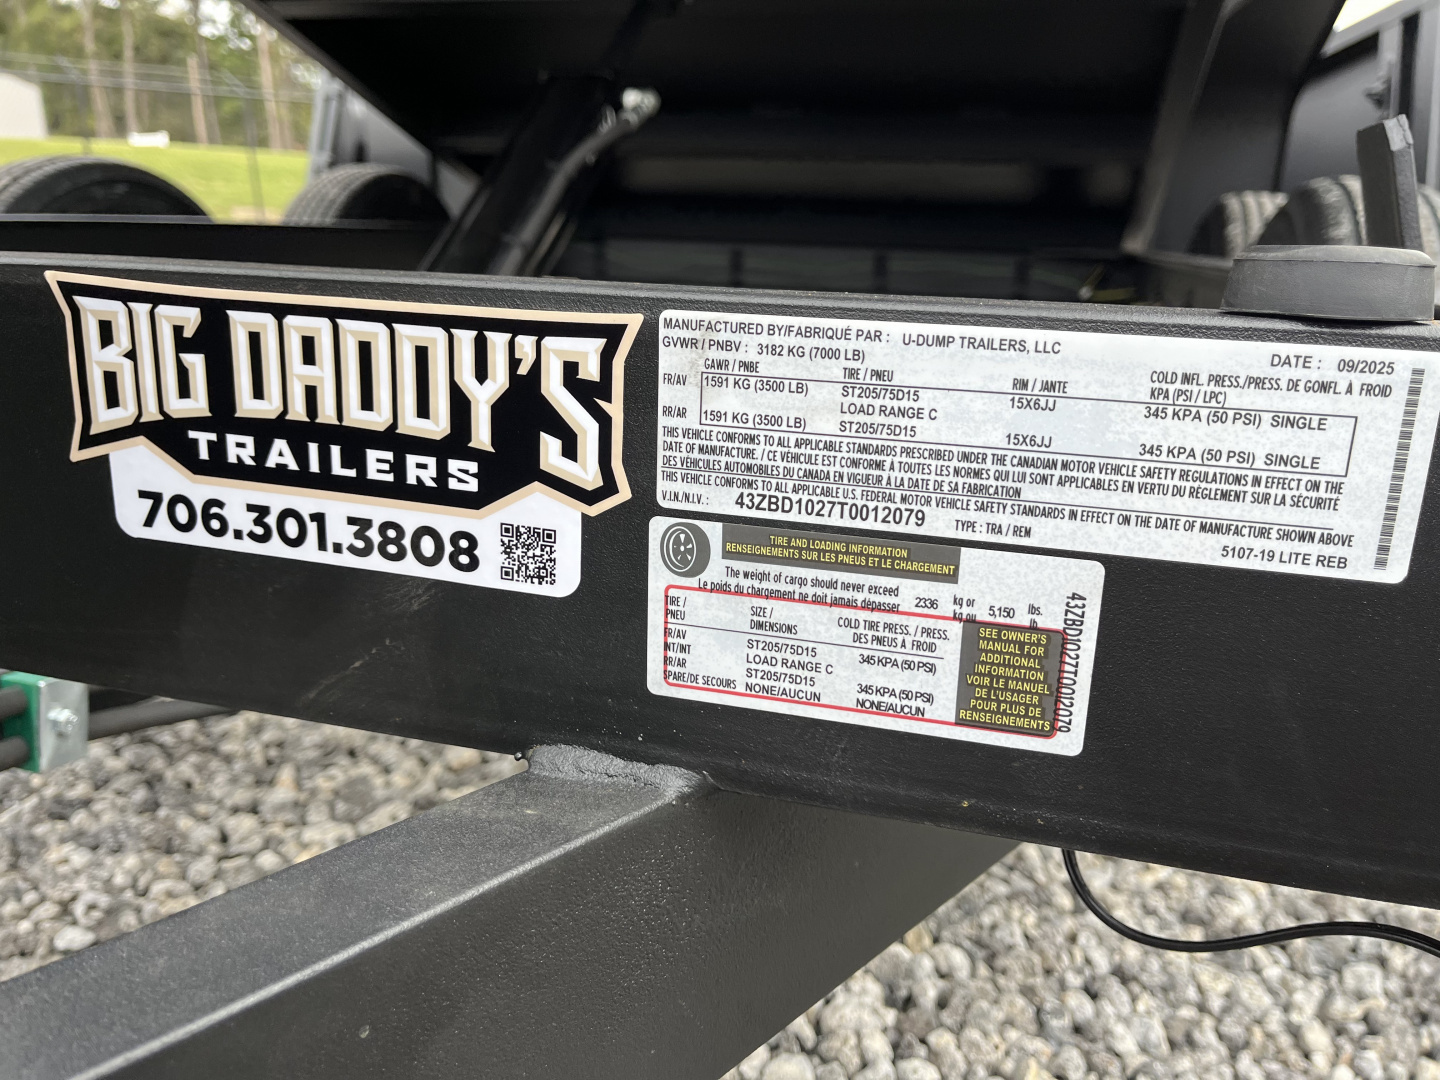 BIG DADDY'S
TRAILERS
706.301.3808
MANUFACTURED BY/FABRIQUÉ PAR : U-DUMP TRAILERS, LLC
DATE : 09/2025
GVWR / PNBV : 3182 KG (7000 LB)
GAWR / PNBE TIRE / PNEU RIM / JANTE COLD INFL. PRESS./PRESS. DE GONFL. À FROID
KPA (PSI / LPC)
FR/AV 1591 KG (3500 LB) ST205/75D15 15X6JJ 345 KPA (50 PSI) SINGLE
LOAD RANGE C
RR/AR 1591 KG (3500 LB) ST205/75D15 15X6JJ 345 KPA (50 PSI) SINGLE
THIS VEHICLE CONFORMS TO ALL APPLICABLE STANDARDS PRESCRIBED UNDER THE CANADIAN MOTOR VEHICLE SAFETY REGULATIONS IN EFFECT ON THE
DATE OF MANUFACTURE. / CE VÉHICULE EST CONFORME À TOUTES LES NORMES QUI LUI SONT APPLICABLES EN VERTU DU RÈGLEMENT SUR LA SÉCURITÉ
DES VÉHICULES AUTOMOBILES DU CANADA EN VIGUEUR À LA DATE DE SA FABRICATION
THIS VEHICLE CONFORMS TO ALL APPLICABLE U.S. FEDERAL MOTOR VEHICLE SAFETY STANDARDS IN EFFECT ON THE DATE OF MANUFACTURE SHOWN ABOVE
V.I.N./N.I.V. : 43ZBD1027T0012079 TYPE : TRA / REM 5107-19 LITE REB
TIRE AND LOADING INFORMATION
RENSEIGNEMENTS SUR LES PNEUS ET LE CHARGEMENT
The weight of cargo should never exceed 2336 kg or 5,150 lbs.
Le poids du chargement ne doit jamais dépasser kg ou lb.
TIRE / PNEU SIZE / DIMENSIONS COLD TIRE PRESS. / PRESS. DES PNEUS À FROID
FR/AV ST205/75D15 345 KPA (50 PSI)
INT/INT LOAD RANGE C
RR/AR ST205/75D15 345 KPA (50 PSI)
SPARE/DE SECOURS NONE/AUCUN NONE/AUCUN
SEE OWNER'S
MANUAL FOR
ADDITIONAL
INFORMATION
VOIR LE MANUEL
DE L'USAGER
POUR PLUS DE
RENSEIGNEMENTS
43ZBD1027T0012079